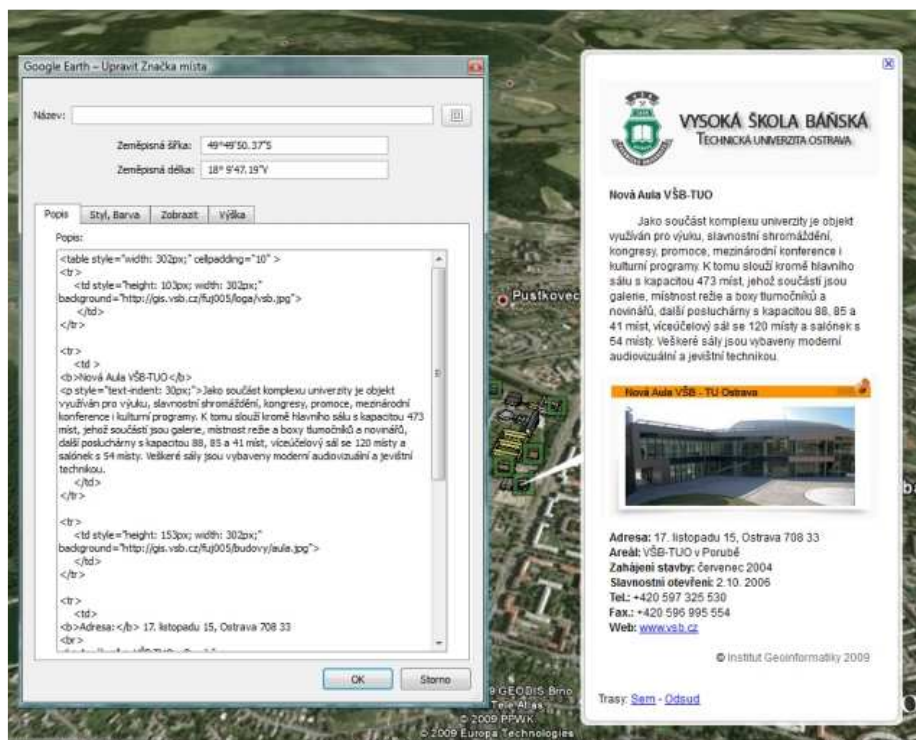 Google Earth – Upravit Značka místa
Název:
Zeměpisná šířka: 49°49'50.37"S
Zeměpisná délka: 18° 9'47.19"V
Popis Styl, Barva Zobrazit Výška
Popis:
<table style="width: 302px;" cellpadding="10" >
<tr>
<td style="height: 103px; width: 302px;"
background="http://gis.vsb.cz/fuj005/loga/vsb.jpg">
</td>
</tr>
<tr>
<td >
<b>Nová Aula VŠB-TUO</b>
<p style="text-indent: 30px;">Jako součást komplexu univerzity je objekt
využíván pro výuku, slavnostní shromáždění, kongresy, promoce, mezinárodní
konference i kulturní programy. K tomu slouží kromě hlavního sálu s kapacitou 473
míst, jehož součástí jsou galerie, místnost režie a boxy tlumočníků a novinářů,
další posluchárny s kapacitou 88, 85 a 41 míst, víceúčelový sál se 120 místy a
salónek s 54 místy. Veškeré sály jsou vybaveny moderní audiovizuální a jevištní
technikou.
</td>
</tr>
<tr>
<td style="height: 153px; width: 302px;"
background="http://gis.vsb.cz/fuj005/budovy/aula.jpg">
</td>
</tr>
<tr>
<td>
<b>Adresa:</b> 17. listopadu 15, Ostrava 708 33
<br>
OK Storno
Pustkovec
9 GEODIS Brno
Tele Atlas
© 2009 PPWK
© 2009 Europa Technologies
VYSOKÁ ŠKOLA BÁŇSKÁ
TECHNICKÁ UNIVERZITA OSTRAVA
Nová Aula VŠB-TUO
Jako součást komplexu univerzity je objekt
využíván pro výuku, slavnostní shromáždění,
kongresy, promoce, mezinárodní konference i
kulturní programy. K tomu slouží kromě hlavního
sálu s kapacitou 473 míst, jehož součástí jsou
galerie, místnost režie a boxy tlumočníků a
novinářů, další posluchárny s kapacitou 88, 85 a
41 míst, víceúčelový sál se 120 místy a salónek s
54 místy. Veškeré sály jsou vybaveny moderní
audiovizuální a jevištní technikou.
Nová Aula VŠB - TU Ostrava
Adresa: 17. listopadu 15, Ostrava 708 33
Areál: VŠB-TUO v Porubě
Zahájení stavby: červenec 2004
Slavnostní otevření: 2.10. 2006
Tel.: +420 597 325 530
Fax.: +420 596 995 554
Web: www.vsb.cz
© Institut Geoinformatiky 2009
Trasy: Sem - Odsud